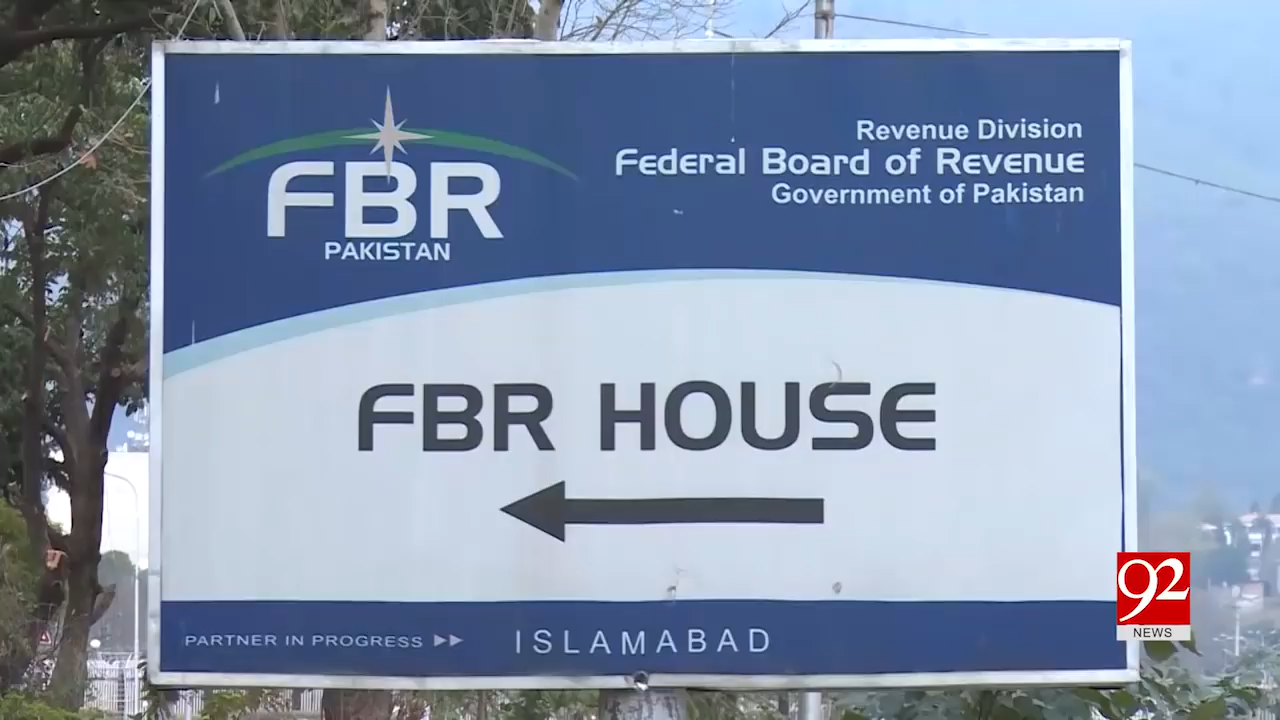 FBR
PAKISTAN
Revenue Division
Federal Board of Revenue
Government of Pakistan
FBR HOUSE
PARTNER IN PROGRESS
ISLAMABAD
92
NEWS